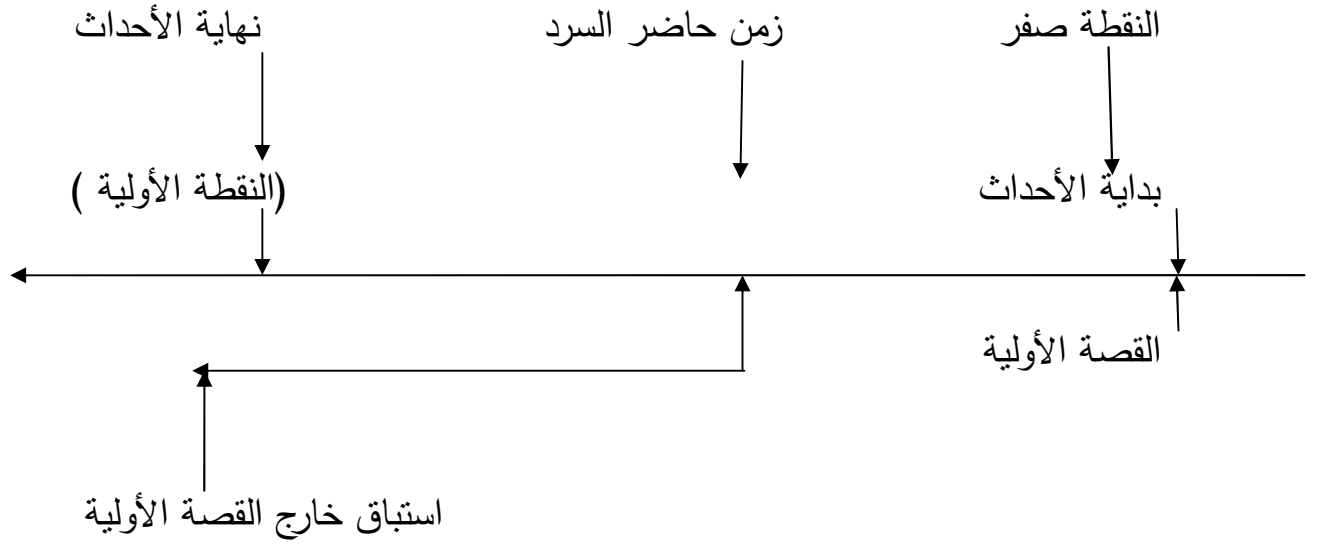 النقطة صفر
زمن حاضر السرد
نهاية الأحداث
بداية الأحداث
(النقطة الأولية )
القصة الأولية
استباق خارج القصة الأولية